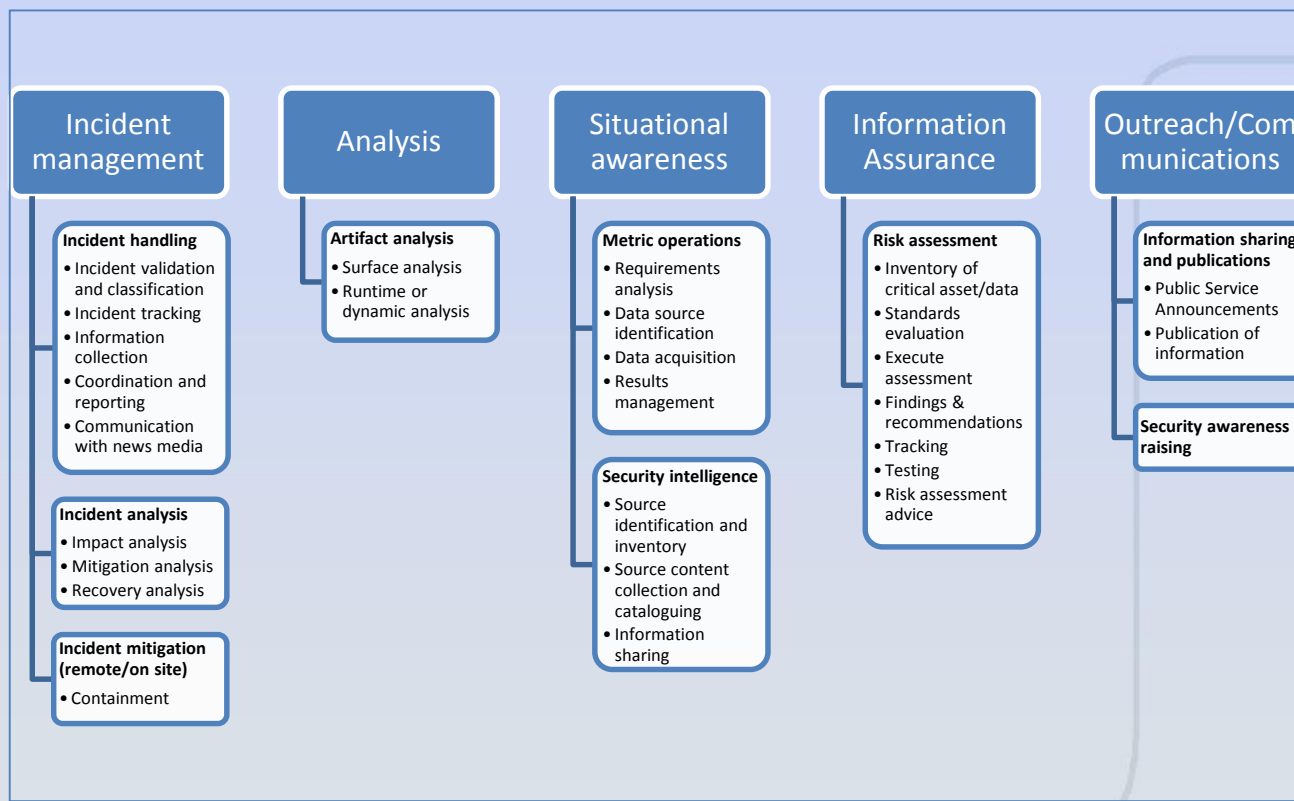 Incident
management
Incident handling
• Incident validation
and classification
• Incident tracking
• Information
collection
• Coordination and
reporting
• Communication
with news media
Incident analysis
• Impact analysis
• Mitigation analysis
• Recovery analysis
Incident mitigation
(remote/on site)
• Containment
Analysis
Artifact analysis
• Surface analysis
• Runtime or
dynamic analysis
Situational
awareness
Metric operations
• Requirements
analysis
• Data source
identification
• Data acquisition
• Results
management
Security intelligence
• Source
identification and
inventory
• Source content
collection and
cataloguing
• Information
sharing
Information
Assurance
Risk assessment
• Inventory of
critical asset/data
• Standards
evaluation
• Execute
assessment
• Findings &
recommendations
• Tracking
• Testing
• Risk assessment
advice
Outreach/Com
munications
Information sharing
and publications
• Public Service
Announcements
• Publication of
information
Security awareness
raising